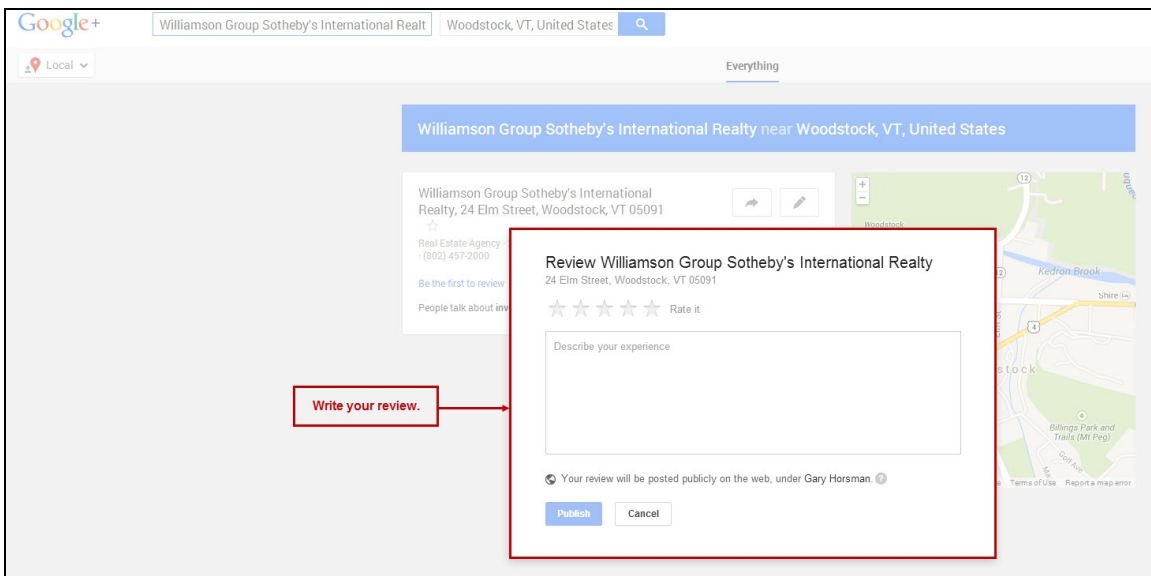 Google+
Williamson Group Sotheby's International Realt
Woodstock, VT, United States
Local
Everything
Williamson Group Sotheby's International Realty near Woodstock, VT, United States
Williamson Group Sotheby's International
Realty, 24 Elm Street, Woodstock, VT 05091
Real Estate Agency ·
· (802) 457-2000
Be the first to review
People talk about
12
Woodstock
Kedron Brook
Shire
4
Billings Park and
Trails (Mt Peg)
Golf Ave
Terms of Use Report a map error
Review Williamson Group Sotheby's International Realty
24 Elm Street, Woodstock, VT 05091
Rate it
Describe your experience
Write your review.
Your review will be posted publicly on the web, under Gary Horsman. ?
Publish
Cancel